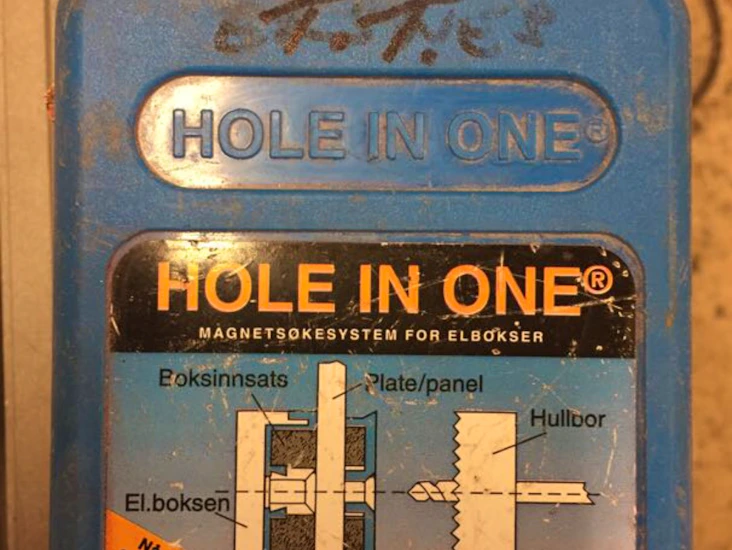 HOLE IN ONE®
HOLE IN ONE®
MAGNETSØKESYSTEM FOR ELBOKSER
Boksinnsats
Plate/panel
Hullbor
El.boksen